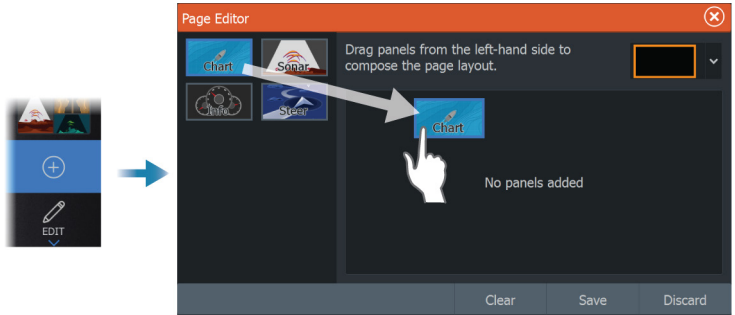 Page Editor
Chart
Sonar
Info
Steer
Drag panels from the left-hand side to
compose the page layout.
Chart
No panels added
EDIT
Clear
Save
Discard